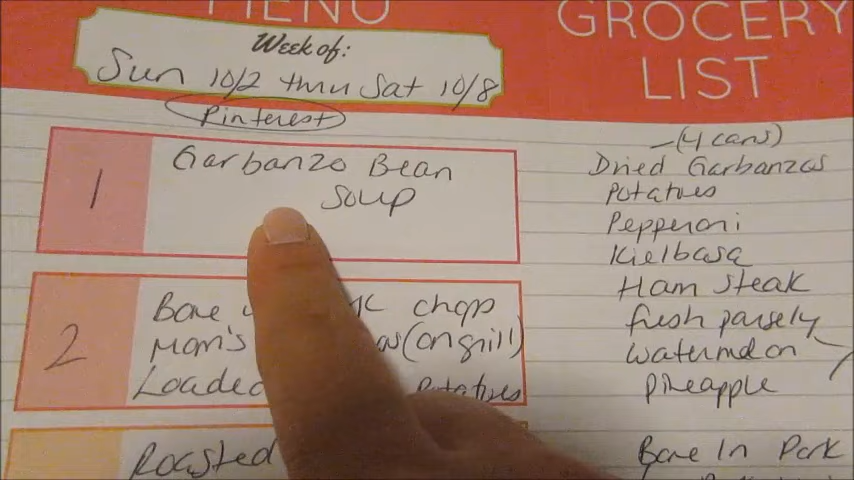 MENU
Week of:
Sun 10/2 thru Sat 10/8
Pinterest
1
Garbanzo Bean
Soup
2
Bone chops
Mom's (on grill)
Loaded Potatoes
Roasted
GROCERY
LIST
-(4 cans)
Dried Garbanzos
Potatoes
Pepperoni
Kielbasa
Ham Steak
fresh parsely
watermelon
Pineapple
Bone In Pork